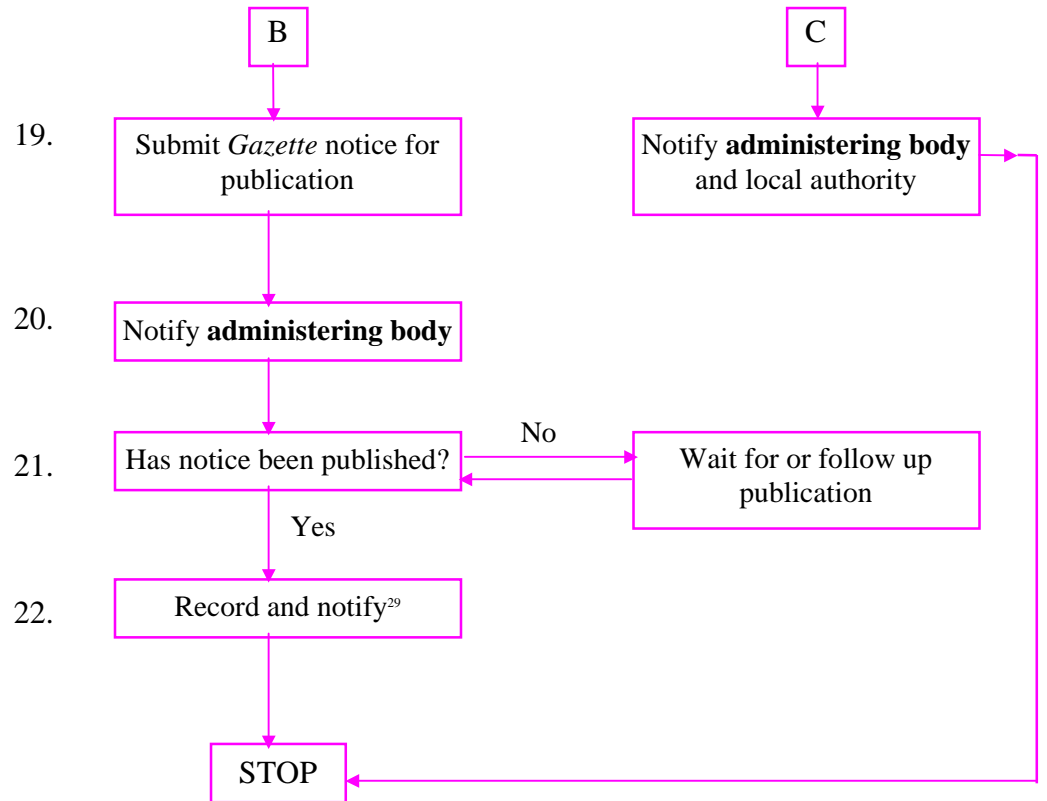 B
C
19.
Submit Gazette notice for
publication
Notify administering body
and local authority
20.
Notify administering body
21.
Has notice been published?
No
Wait for or follow up
publication
Yes
22.
Record and notify29
STOP